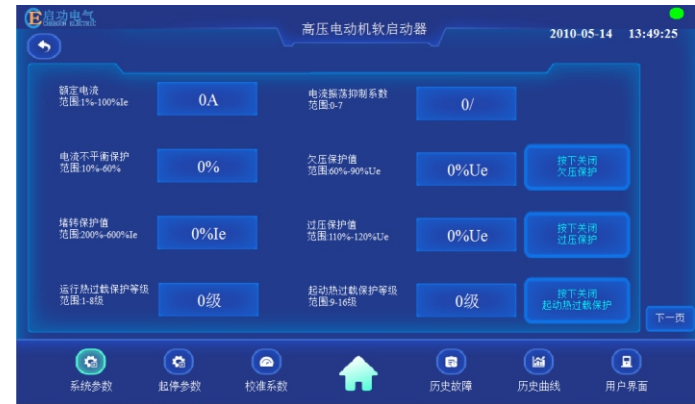 启动电气
高压电动机软启动器
2010-05-14 13:49:25
额定电流
范围:1%-100%Ie
0A
电流振荡抑制系数
范围:0-7
0/
电流不平衡保护
范围:10%-60%
0%
欠压保护值
范围:60%-90%Ue
0%Ue
按下关闭
欠压保护
堵转保护值
范围:200%-600%Ie
0%Ie
过压保护值
范围:110%-120%Ue
0%Ue
按下关闭
过压保护
运行热过载保护等级
范围:1-8级
0级
起动热过载保护等级
范围:9-16级
0级
按下关闭
起动热过载保护
下一页
系统参数
起停参数
校准系数
历史故障
历史曲线
用户界面